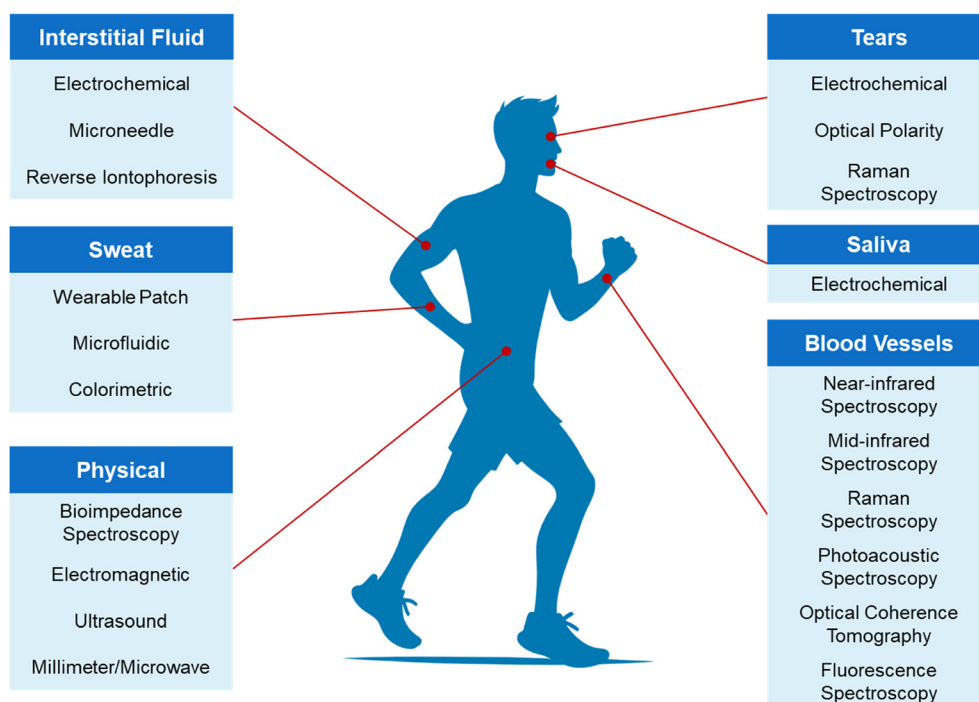 Interstitial Fluid
Electrochemical
Microneedle
Reverse Iontophoresis
Sweat
Wearable Patch
Microfluidic
Colorimetric
Physical
Bioimpedance
Spectroscopy
Electromagnetic
Ultrasound
Millimeter/Microwave
Tears
Electrochemical
Optical Polarity
Raman
Spectroscopy
Saliva
Electrochemical
Blood Vessels
Near-infrared
Spectroscopy
Mid-infrared
Spectroscopy
Raman
Spectroscopy
Photoacoustic
Spectroscopy
Optical Coherence
Tomography
Fluorescence
Spectroscopy